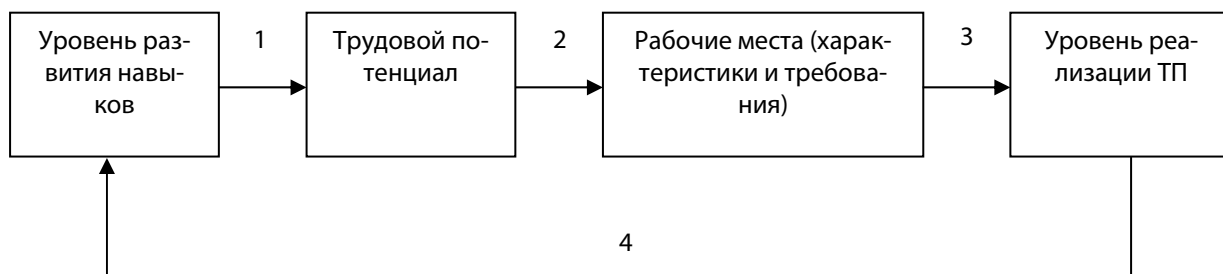 Уровень раз-
вития навы-
ков
1
Трудовой по-
тенциал
2
Рабочие места (харак-
теристики и требова-
ния)
3
Уровень реа-
лизации ТП
4